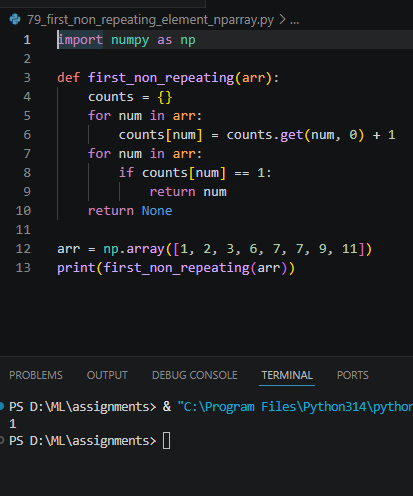 79_first_non_repeating_element_nparray.py > ...
1 import numpy as np
2
3 def first_non_repeating(arr):
4     counts = {}
5     for num in arr:
6         counts[num] = counts.get(num, 0) + 1
7     for num in arr:
8         if counts[num] == 1:
9             return num
10     return None
11
12 arr = np.array([1, 2, 3, 6, 7, 7, 9, 11])
13 print(first_non_repeating(arr))
PROBLEMS OUTPUT DEBUG CONSOLE TERMINAL PORTS
PS D:\ML\assignments> & "C:\Program Files\Python314\python
1
PS D:\ML\assignments>